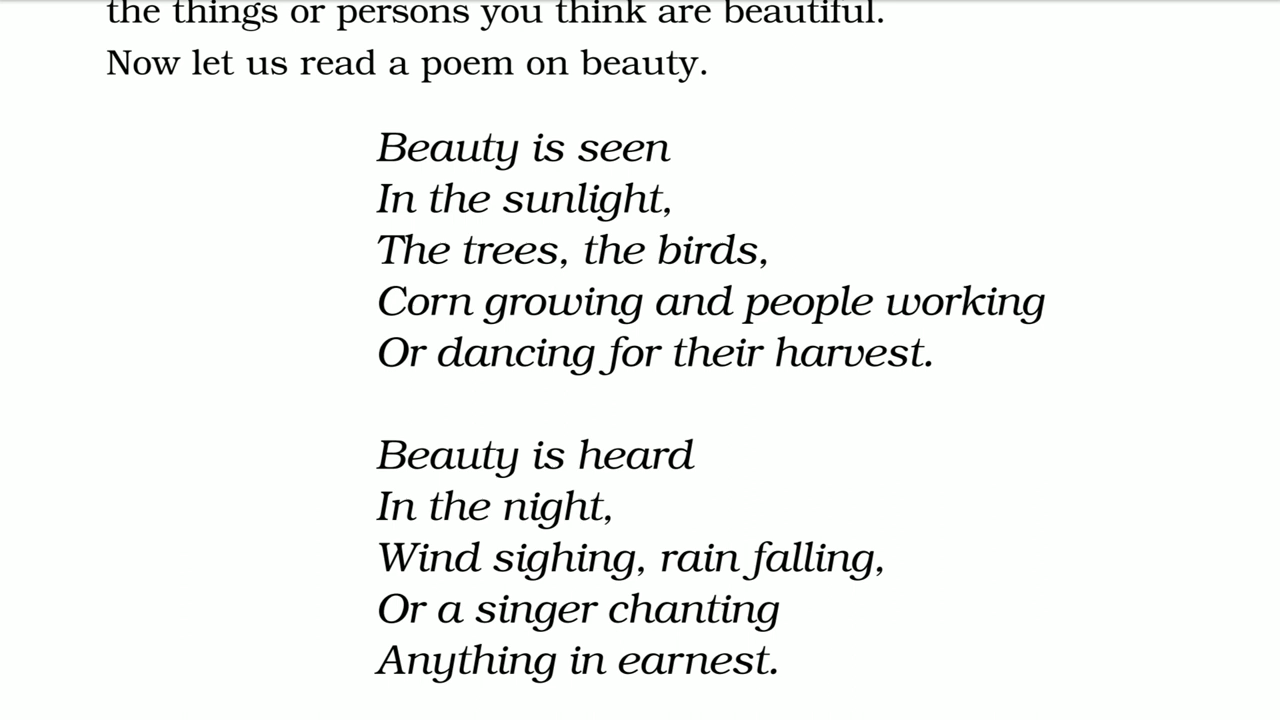 the things or persons you think are beautiful.
Now let us read a poem on beauty.
Beauty is seen
In the sunlight,
The trees, the birds,
Corn growing and people working
Or dancing for their harvest.
Beauty is heard
In the night,
Wind sighing, rain falling,
Or a singer chanting
Anything in earnest.